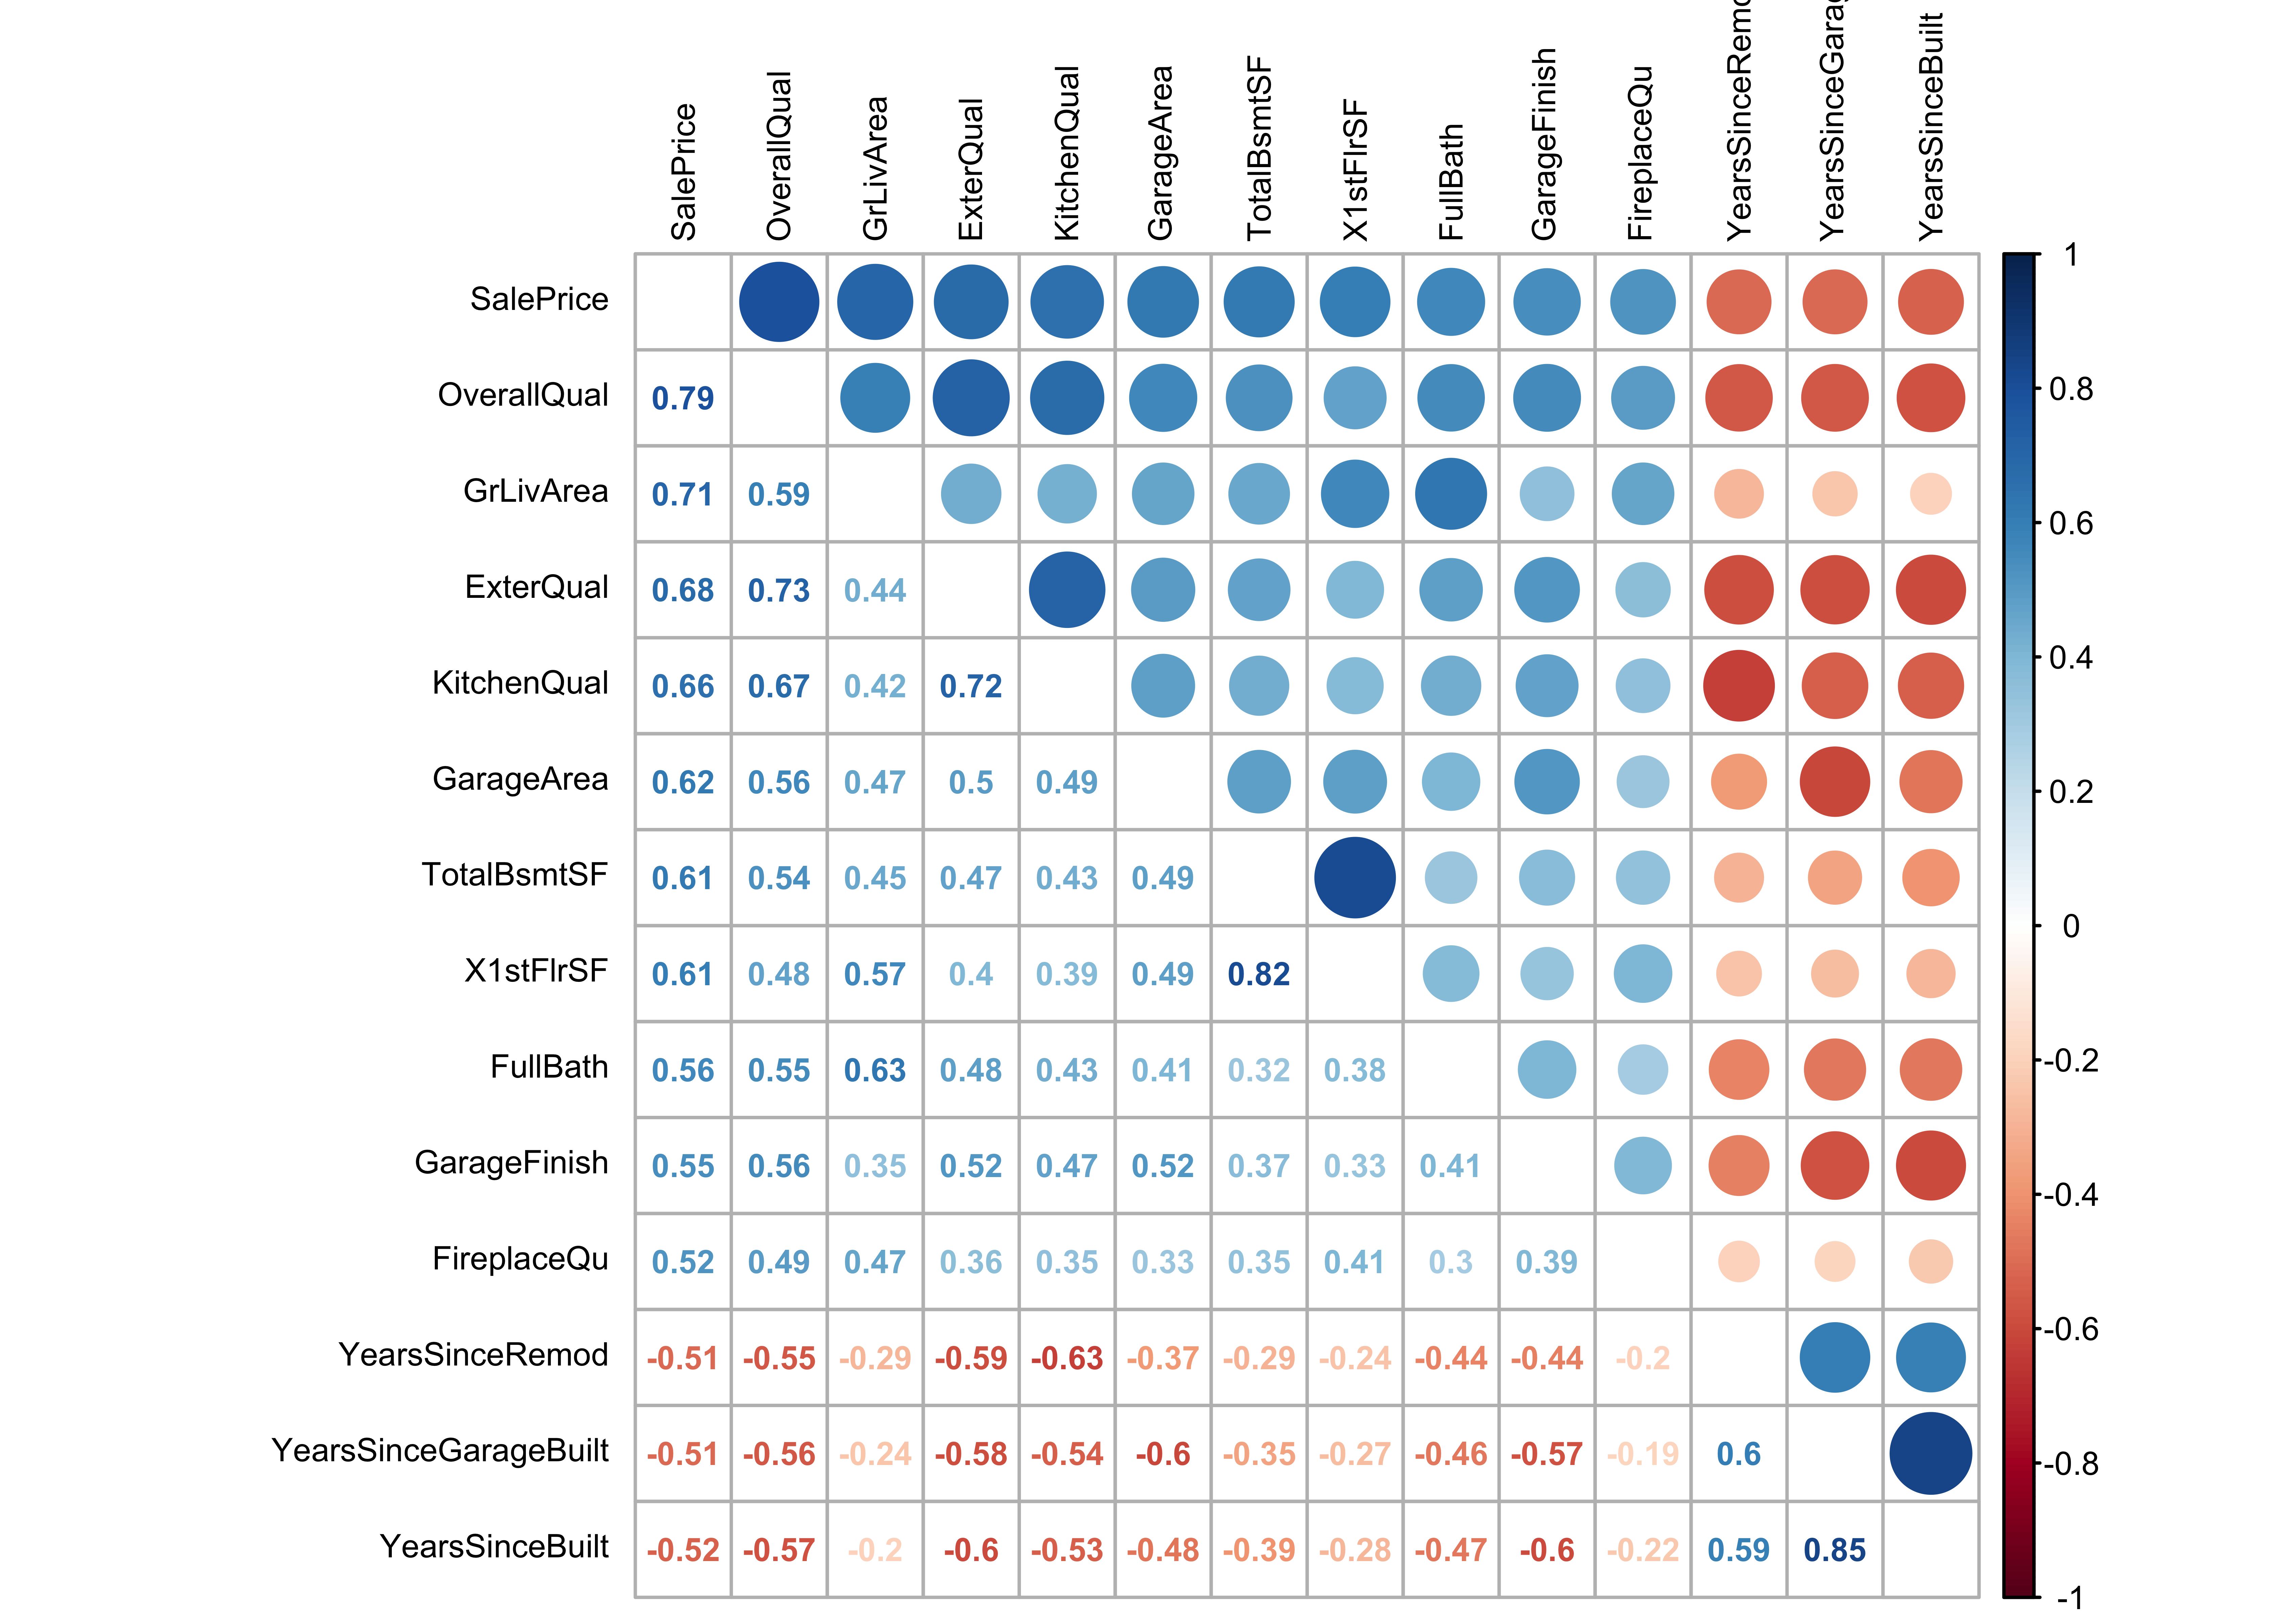 SalePrice OverallQual GrLivArea ExterQual KitchenQual GarageArea TotalBsmtSF X1stFlrSF FullBath GarageFinish FireplaceQu YearsSinceRemo YearsSinceGarag YearsSinceBuilt
1
SalePrice
OverallQual 0.79
0.8
GrLivArea 0.71 0.59
0.6
ExterQual 0.68 0.73 0.44
KitchenQual 0.66 0.67 0.42 0.72
0.4
GarageArea 0.62 0.56 0.47 0.5 0.49
0.2
TotalBsmtSF 0.61 0.54 0.45 0.47 0.43 0.49
0
X1stFlrSF 0.61 0.48 0.57 0.4 0.39 0.49 0.82
FullBath 0.56 0.55 0.63 0.48 0.43 0.41 0.32 0.38
-0.2
GarageFinish 0.55 0.56 0.35 0.52 0.47 0.52 0.37 0.33 0.41
-0.4
FireplaceQu 0.52 0.49 0.47 0.36 0.35 0.33 0.35 0.41 0.3 0.39
-0.6
YearsSinceRemod -0.51 -0.55 -0.29 -0.59 -0.63 -0.37 -0.29 -0.24 -0.44 -0.44 -0.2
YearsSinceGarageBuilt -0.51 -0.56 -0.24 -0.58 -0.54 -0.6 -0.35 -0.27 -0.46 -0.57 -0.19 0.6
-0.8
YearsSinceBuilt -0.52 -0.57 -0.2 -0.6 -0.53 -0.48 -0.39 -0.28 -0.47 -0.6 -0.22 0.59 0.85
-1